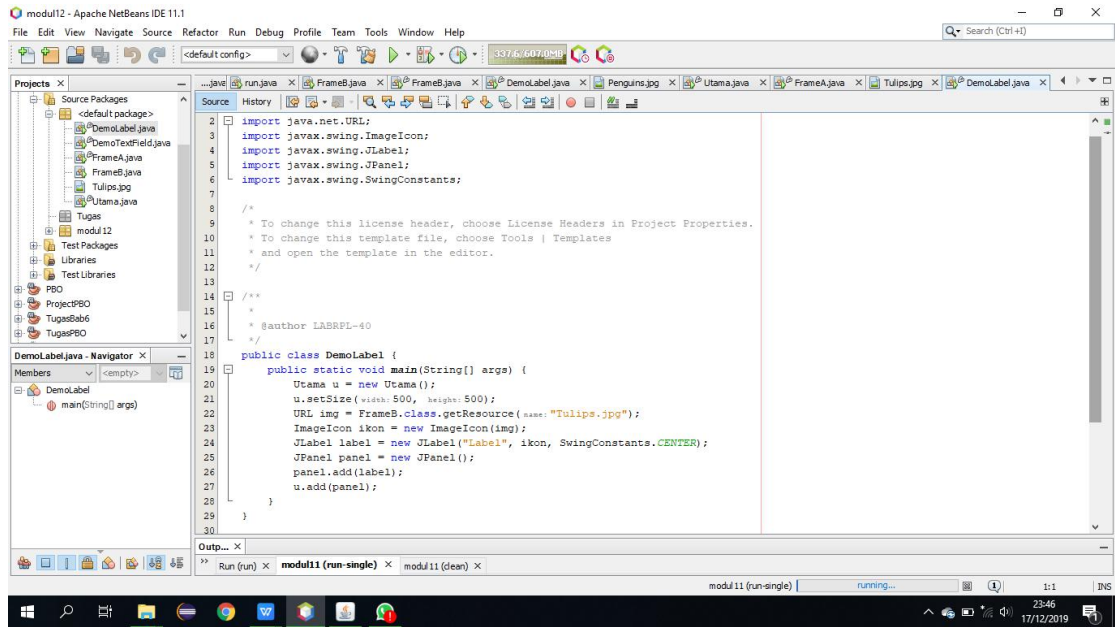 modul12 - Apache NetBeans IDE 11.1
File Edit View Navigate Source Refactor Run Debug Profile Team Tools Window Help
Search (Ctrl+I)
<default config>
337.6/607.0MB
Projects
....java run.java FrameB.java FrameB.java DemoLabel.java Penguins.jpg Utama.java FrameA.java Tulips.jpg DemoLabel.java
Source History
Source Packages
<default package>
DemoLabel.java
DemoTextField.java
FrameA.java
FrameB.java
Tulips.jpg
Utama.java
Tugas
modul12
Test Packages
Libraries
Test Libraries
PBO
ProjectPBO
TugasBab6
TugasPBO
DemoLabel.java - Navigator
Members <empty>
DemoLabel
main(String[] args)
2 import java.net.URL;
3 import javax.swing.ImageIcon;
4 import javax.swing.JLabel;
5 import javax.swing.JPanel;
6 import javax.swing.SwingConstants;
7
8 /*
9 * To change this license header, choose License Headers in Project Properties.
10 * To change this template file, choose Tools | Templates
11 * and open the template in the editor.
12 */
13
14 /**
15 *
16 * @author LABRPL-40
17 */
18 public class DemoLabel {
19 public static void main(String[] args) {
20 Utama u = new Utama();
21 u.setSize(width: 500, height: 500);
22 URL img = FrameB.class.getResource(name: "Tulips.jpg");
23 ImageIcon ikon = new ImageIcon(img);
24 JLabel label = new JLabel("Label", ikon, SwingConstants.CENTER);
25 JPanel panel = new JPanel();
26 panel.add(label);
27 u.add(panel);
28 }
29 }
30
Outp...
Run (run) modul11 (run-single) modul11 (clean)
modul11 (run-single) running... 1 1:1 INS
23:46
17/12/2019